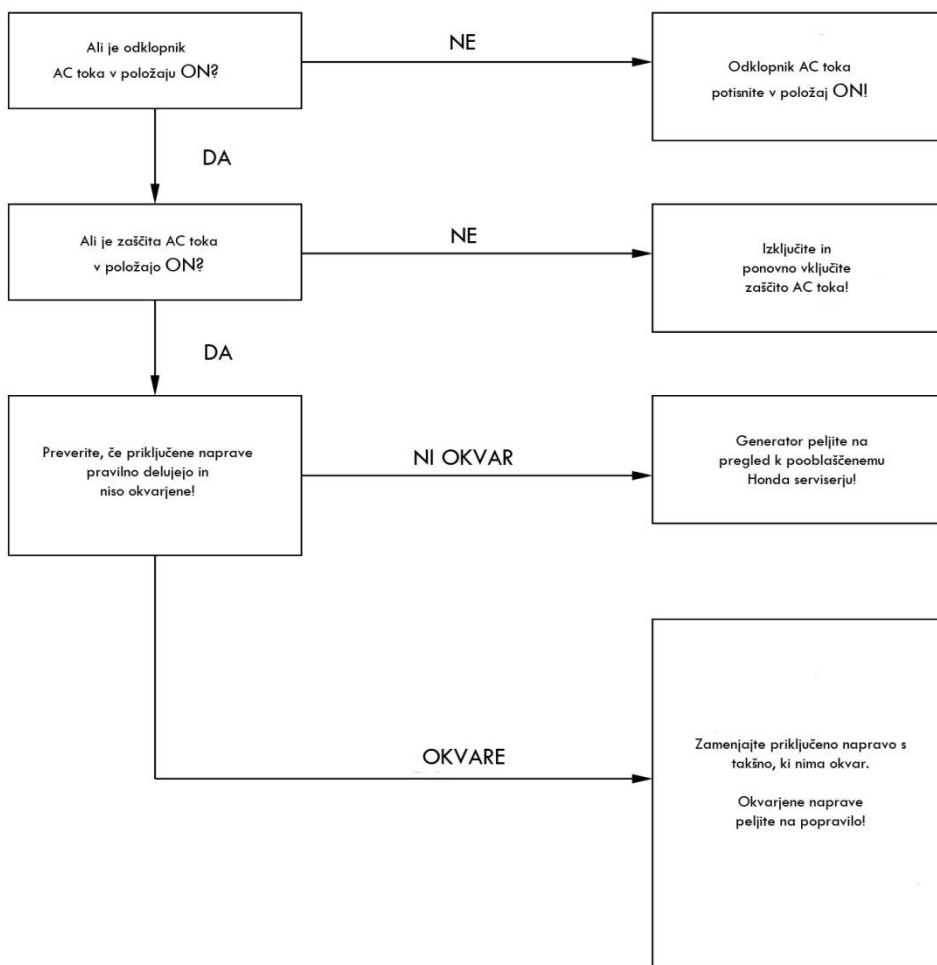 Ali je odklopnik
AC toka v položaju ON?
NE
Odklopnik AC toka
potisnite v položaj ON!
DA
Ali je zaščita AC toka
v položajo ON?
NE
Izključite in
ponovno vključite
zaščito AC toka!
DA
Preverite, če priključene naprave
pravilno delujejo in
niso okvarjene!
NI OKVAR
Generator peljite na
pregled k pooblaščenemu
Honda serviserju!
OKVARE
Zamenjajte priključeno napravo s
takšno, ki nima okvar.
Okvarjene naprave
peljite na popravilo!